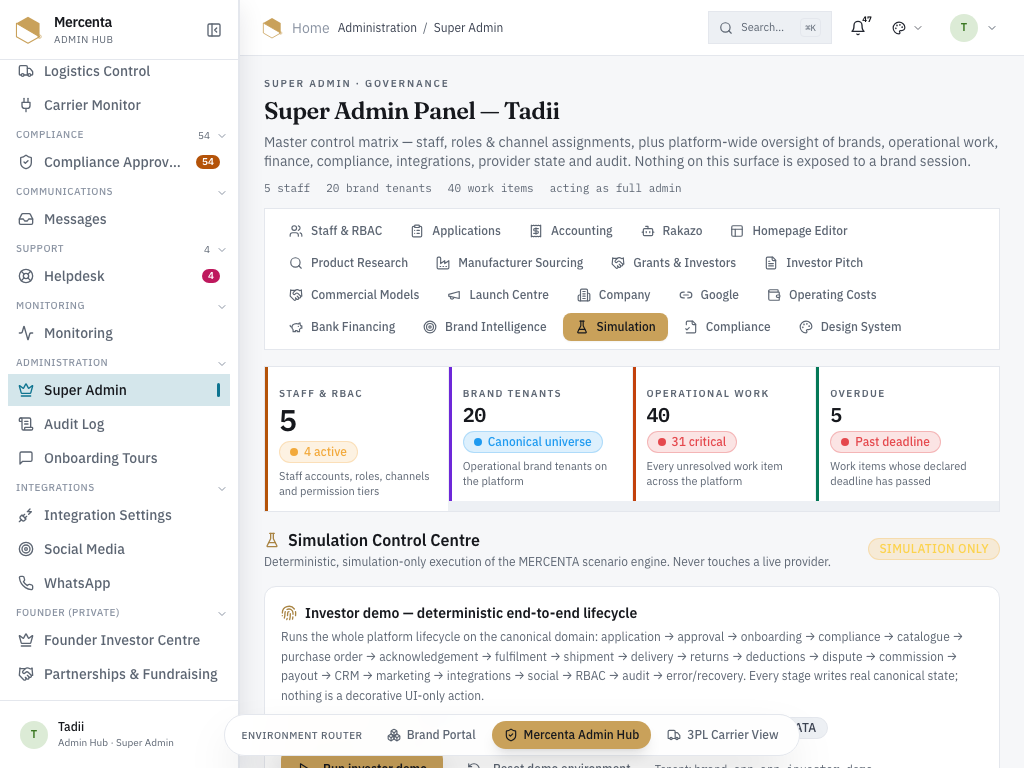 Mercenta
ADMIN HUB
Logistics Control
Carrier Monitor
COMPLIANCE 54
Compliance Approv... 54
COMMUNICATIONS
Messages
SUPPORT 4
Helpdesk 4
MONITORING
Monitoring
ADMINISTRATION
Super Admin
Audit Log
Onboarding Tours
INTEGRATIONS
Integration Settings
Social Media
WhatsApp
FOUNDER (PRIVATE)
Founder Investor Centre
Partnerships & Fundraising
T Tadii
Admin Hub · Super Admin
Home Administration / Super Admin
Search... ⌘K 47 T
SUPER ADMIN · GOVERNANCE
Super Admin Panel — Tadii
Master control matrix — staff, roles & channel assignments, plus platform-wide oversight of brands, operational work,
finance, compliance, integrations, provider state and audit. Nothing on this surface is exposed to a brand session.
5 staff 20 brand tenants 40 work items acting as full admin
Staff & RBAC Applications Accounting Rakazo Homepage Editor
Product Research Manufacturer Sourcing Grants & Investors Investor Pitch
Commercial Models Launch Centre Company Google Operating Costs
Bank Financing Brand Intelligence Simulation Compliance Design System
STAFF & RBAC
5
4 active
Staff accounts, roles, channels
and permission tiers
BRAND TENANTS
20
Canonical universe
Operational brand tenants on
the platform
OPERATIONAL WORK
40
31 critical
Every unresolved work item
across the platform
OVERDUE
5
Past deadline
Work items whose declared
deadline has passed
Simulation Control Centre
Deterministic, simulation-only execution of the MERCENTA scenario engine. Never touches a live provider.
SIMULATION ONLY
Investor demo — deterministic end-to-end lifecycle
Runs the whole platform lifecycle on the canonical domain: application → approval → onboarding → compliance → catalogue →
purchase order → acknowledgement → fulfilment → shipment → delivery → returns → deductions → dispute → commission →
payout → CRM → marketing → integrations → social → RBAC → audit → error/recovery. Every stage writes real canonical state;
nothing is a decorative UI-only action.
ATA
ENVIRONMENT ROUTER Brand Portal Mercenta Admin Hub 3PL Carrier View
Run investor demo Reset demo environment